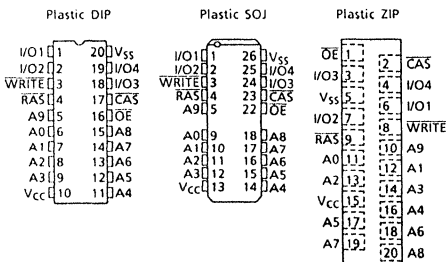 Plastic DIP
I/O1 1 20 VSS
I/O2 2 19 I/O4
WRITE 3 18 I/O3
RAS 4 17 CAS
A9 5 16 OE
A0 6 15 A8
A1 7 14 A7
A2 8 13 A6
A3 9 12 A5
VCC 10 11 A4
Plastic SOJ
I/O1 1 26 VSS
I/O2 2 25 I/O4
WRITE 3 24 I/O3
RAS 4 23 CAS
A9 5 22 OE
A0 9 18 A8
A1 10 17 A7
A2 11 16 A6
A3 12 15 A5
VCC 13 14 A4
Plastic ZIP
OE 1
2 CAS
I/O3 3
4 I/O4
VSS 5
6 I/O1
I/O2 7
8 WRITE
RAS 9
10 A9
A0 11
12 A1
A2 13
14 A3
VCC 15
16 A4
A5 17
18 A6
A7 19
20 A8